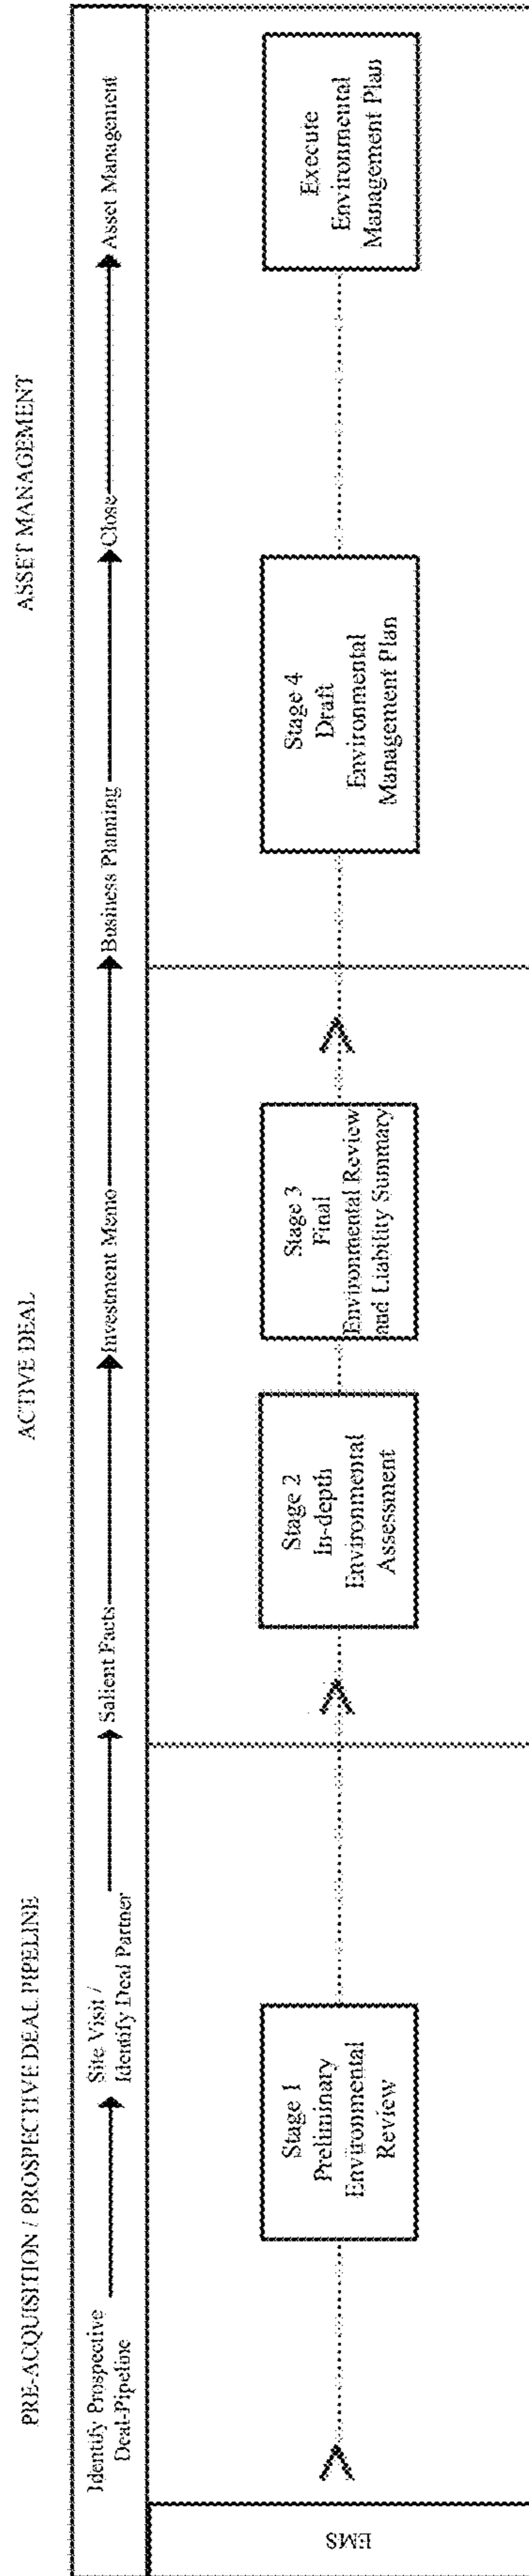 PRE-ACQUISITION / PROSPECTIVE DEAL PIPELINE
ACTIVE DEAL
ASSET MANAGEMENT
Identify Prospective
Deal-Pipeline
Site Visit /
Identify Deal Partner
Salient Facts
Investment Memo
Business Planning
Close
Asset Management
EMS
Stage 1
Preliminary
Environmental
Review
Stage 2
In-depth
Environmental
Assessment
Stage 3
Final
Environmental Review
and Liability Summary
Stage 4
Draft
Environmental
Management Plan
Execute
Environmental
Management Plan